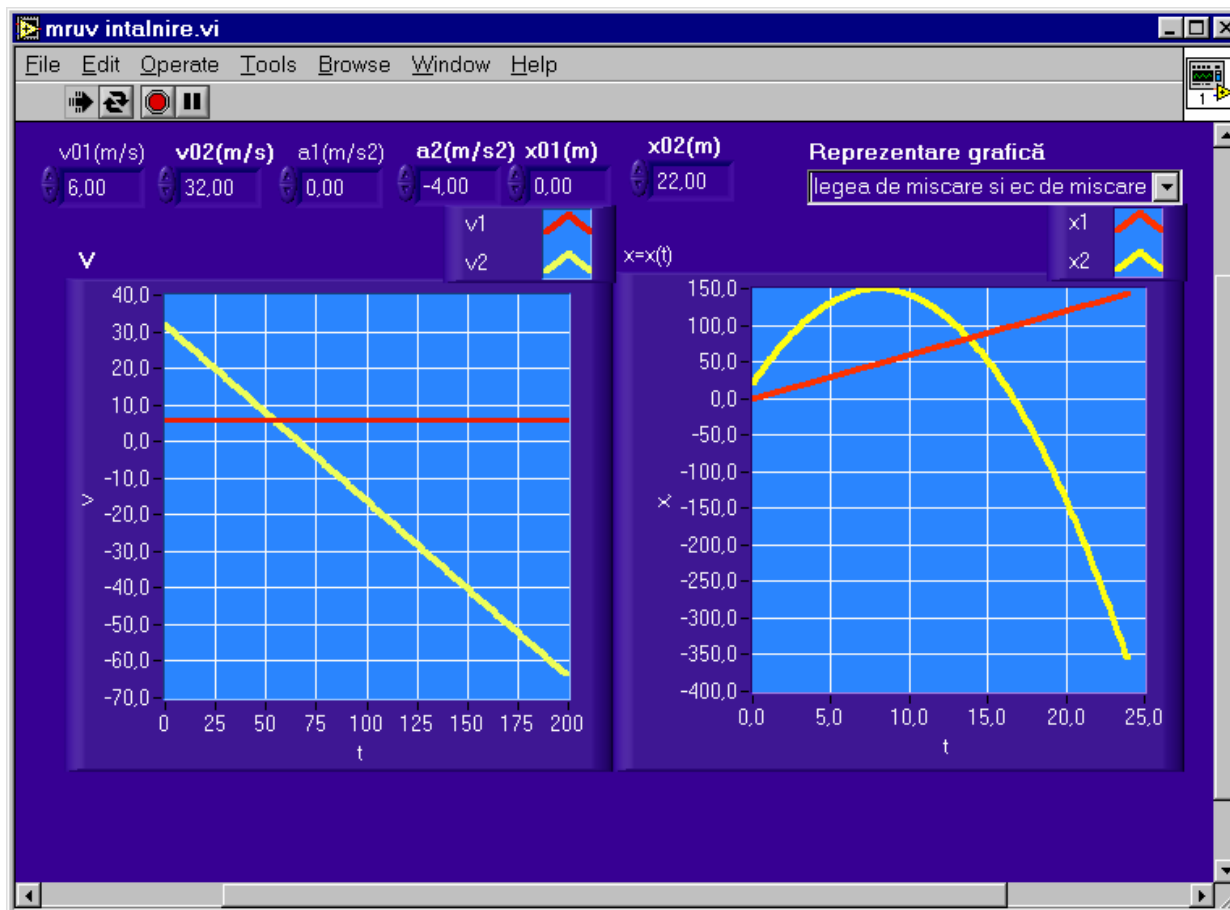 mruv intalnire.vi
File Edit Operate Tools Browse Window Help
1
v01(m/s) v02(m/s) a1(m/s2) a2(m/s2) x01(m) x02(m) Reprezentare grafică
6,00 32,00 0,00 -4,00 0,00 22,00 legea de miscare si ec de miscare
v1
v2
x1
x2
V
40,0
30,0
20,0
10,0
0,0
-10,0
-20,0
-30,0
-40,0
-50,0
-60,0
-70,0
v
0 25 50 75 100 125 150 175 200
t
x=x(t)
150,0
100,0
50,0
0,0
-50,0
-100,0
-150,0
-200,0
-250,0
-300,0
-350,0
-400,0
x
0,0 5,0 10,0 15,0 20,0 25,0
t